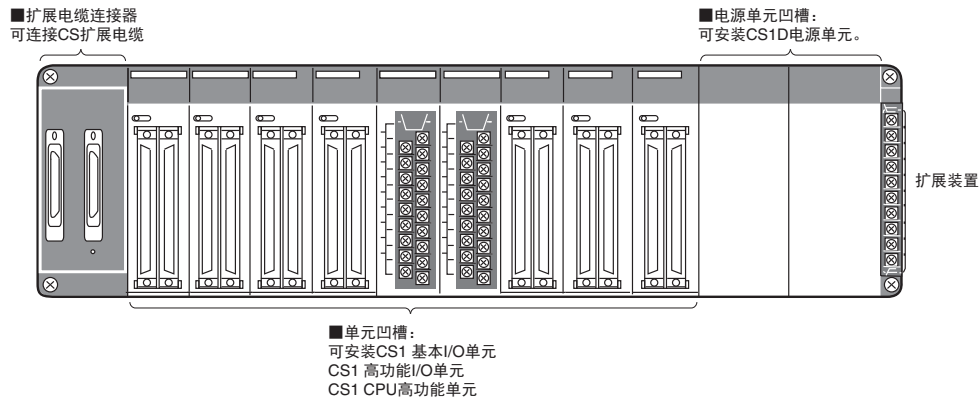 ■扩展电缆连接器
可连接CS扩展电缆
■电源单元凹槽：
可安装CS1D电源单元。
扩展装置
■单元凹槽：
可安装CS1 基本I/O单元
CS1 高功能I/O单元
CS1 CPU高功能单元